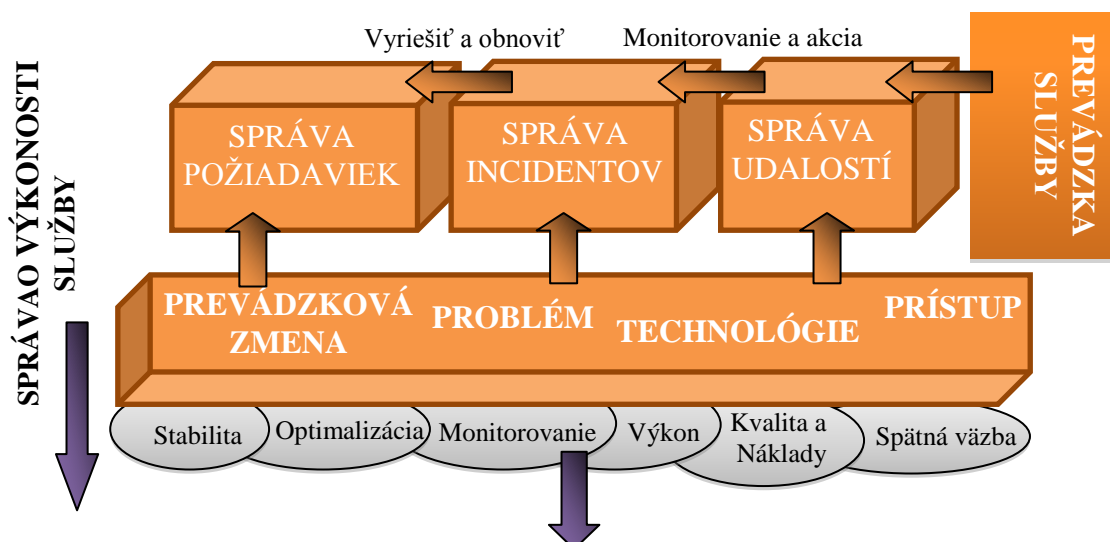 Vyriešiť a obnoviť
Monitorovanie a akcia
PREVÁDZKA
SLUŽBY
SPRÁVAO VÝKONOSTI
SLUŽBY
SPRÁVA
POŽIADAVIEK
SPRÁVA
INCIDENTOV
SPRÁVA
UDALOSTÍ
PREVÁDZKOVÁ
ZMENA
PROBLÉM
TECHNOLÓGIE
PRÍSTUP
Stabilita
Optimalizácia
Monitorovanie
Výkon
Kvalita a
Náklady
Spätná väzba